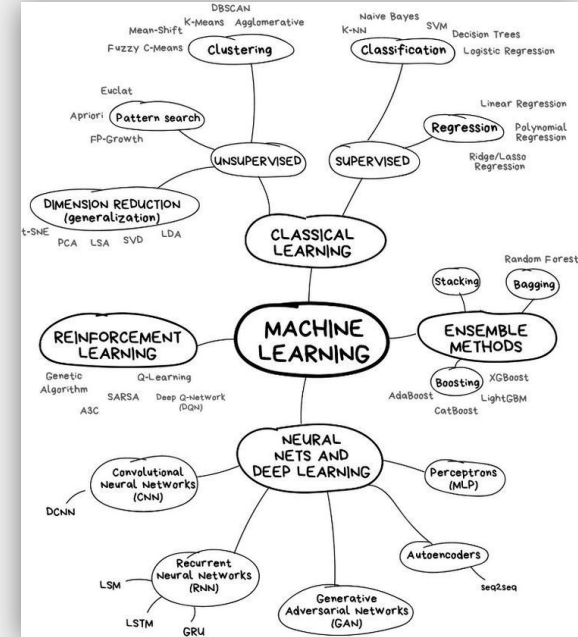 DBSCAN
K-Means Agglomerative
Mean-Shift
Fuzzy C-Means
Clustering
Naive Bayes
K-NN
SVM
Decision Trees
Logistic Regression
Classification
Euclat
Apriori
FP-Growth
Pattern search
Linear Regression
Polynomial
Regression
Ridge/Lasso
Regression
Regression
UNSUPERVISED
SUPERVISED
DIMENSION REDUCTION
(generalization)
t-SNE
PCA
LSA
SVD
LDA
CLASSICAL
LEARNING
Random Forest
Stacking
Bagging
MACHINE
LEARNING
REINFORCEMENT
LEARNING
Genetic
Algorithm
Q-Learning
SARSA
Deep Q-Network
(DQN)
A3C
ENSEMBLE
METHODS
Boosting
XGBoost
AdaBoost
LightGBM
CatBoost
NEURAL
NETS AND
DEEP LEARNING
Convolutional
Neural Networks
(CNN)
DCNN
Perceptrons
(MLP)
Recurrent
Neural Networks
(RNN)
LSM
LSTM
GRU
Autoencoders
seq2seq
Generative
Adversarial Networks
(GAN)